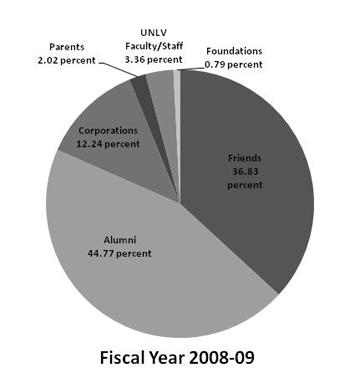 UNLV
Faculty/Staff
3.36 percent
Parents
2.02 percent
Foundations
0.79 percent
Corporations
12.24 percent
Friends
36.83
percent
Alumni
44.77 percent
Fiscal Year 2008-09